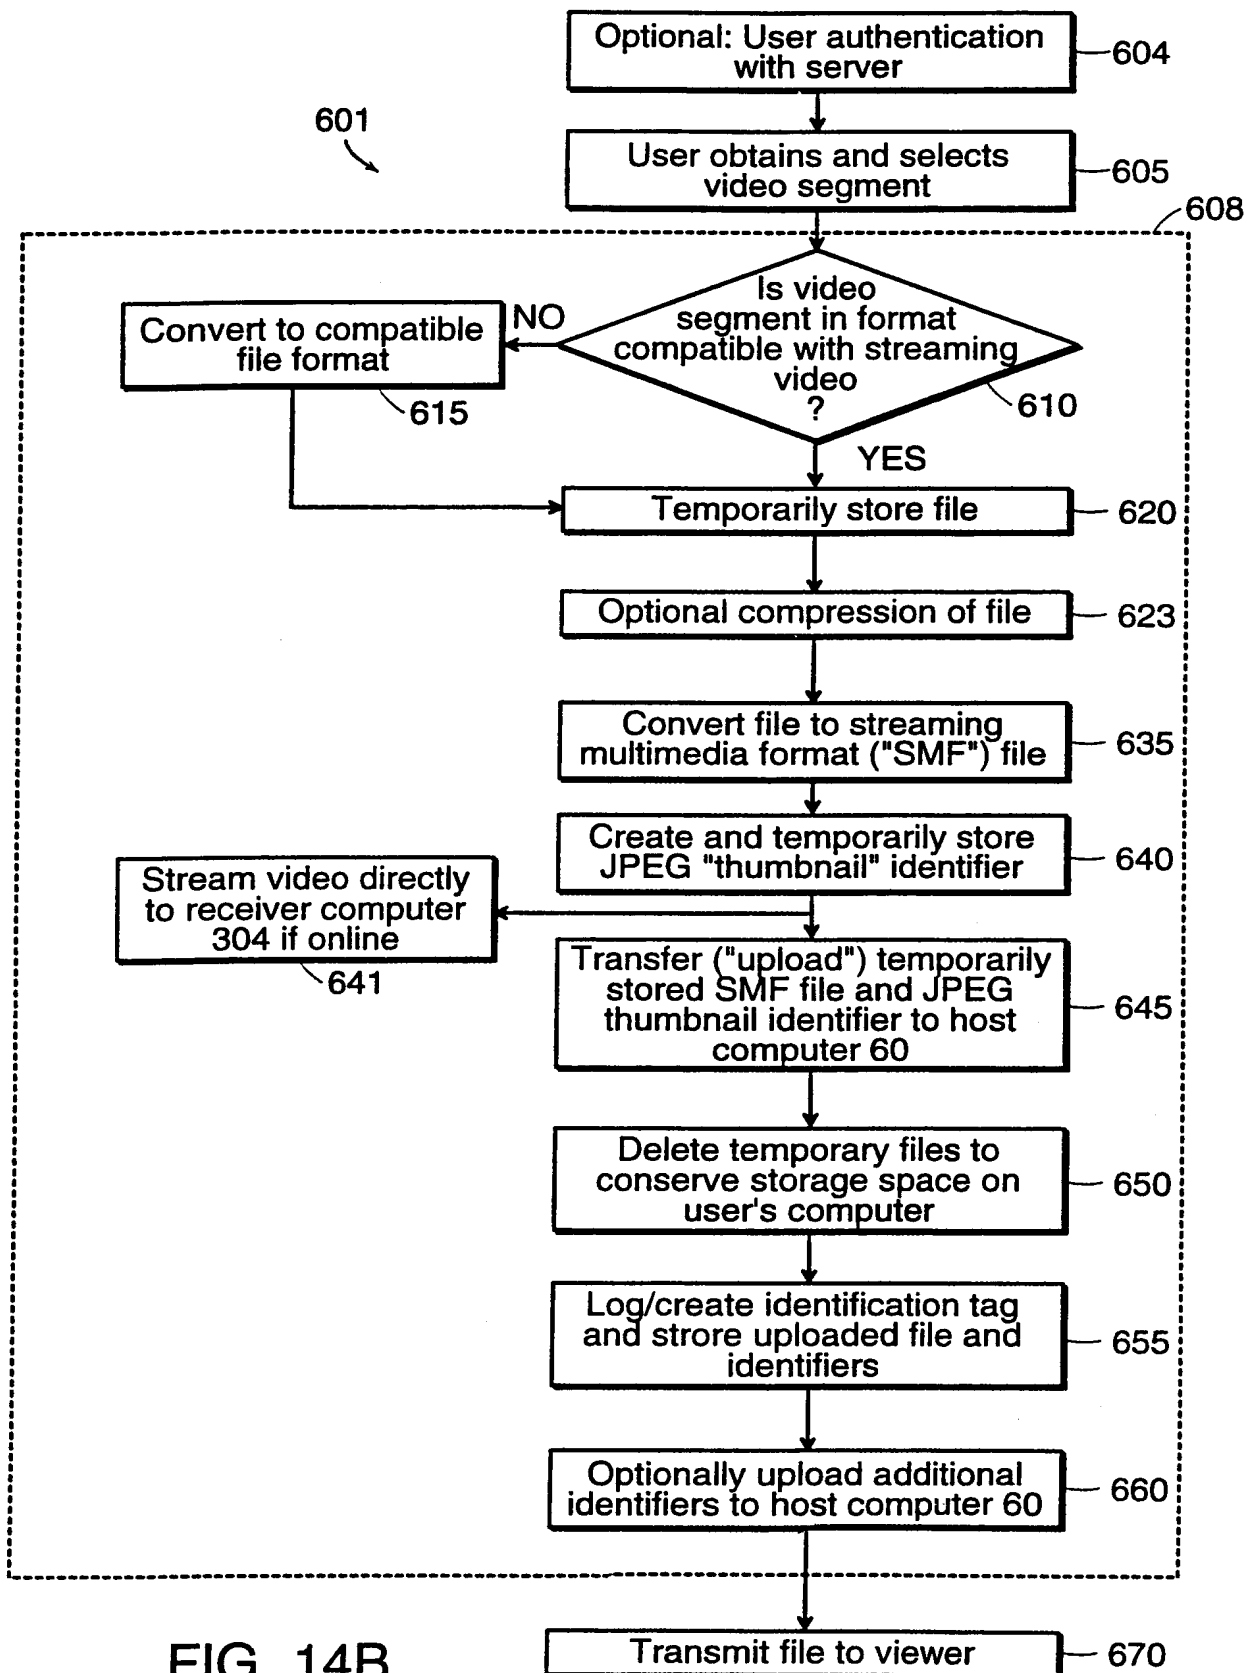 Optional: User authentication
with server
604
601
User obtains and selects
video segment
605
608
Is video
segment in format
compatible with streaming
video
?
610
NO
Convert to compatible
file format
615
YES
Temporarily store file
620
Optional compression of file
623
Convert file to streaming
multimedia format ("SMF") file
635
Create and temporarily store
JPEG "thumbnail" identifier
640
Stream video directly
to receiver computer
304 if online
641
Transfer ("upload") temporarily
stored SMF file and JPEG
thumbnail identifier to host
computer 60
645
Delete temporary files to
conserve storage space on
user's computer
650
Log/create identification tag
and strore uploaded file and
identifiers
655
Optionally upload additional
identifiers to host computer 60
660
Transmit file to viewer
670
FIG. 14B